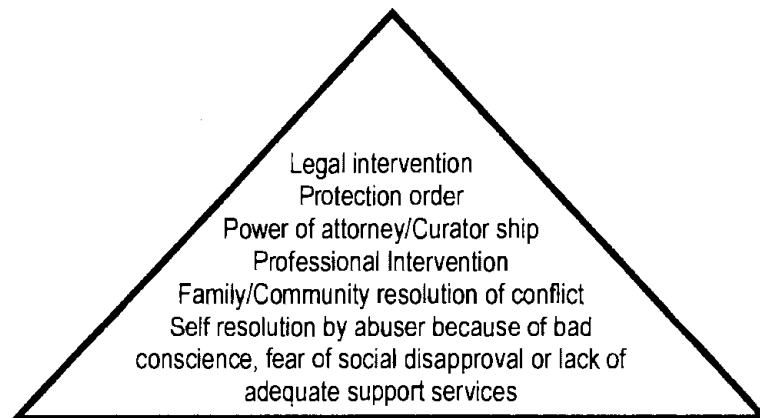 Legal intervention
Protection order
Power of attorney/Curator ship
Professional Intervention
Family/Community resolution of conflict
Self resolution by abuser because of bad
conscience, fear of social disapproval or lack of
adequate support services